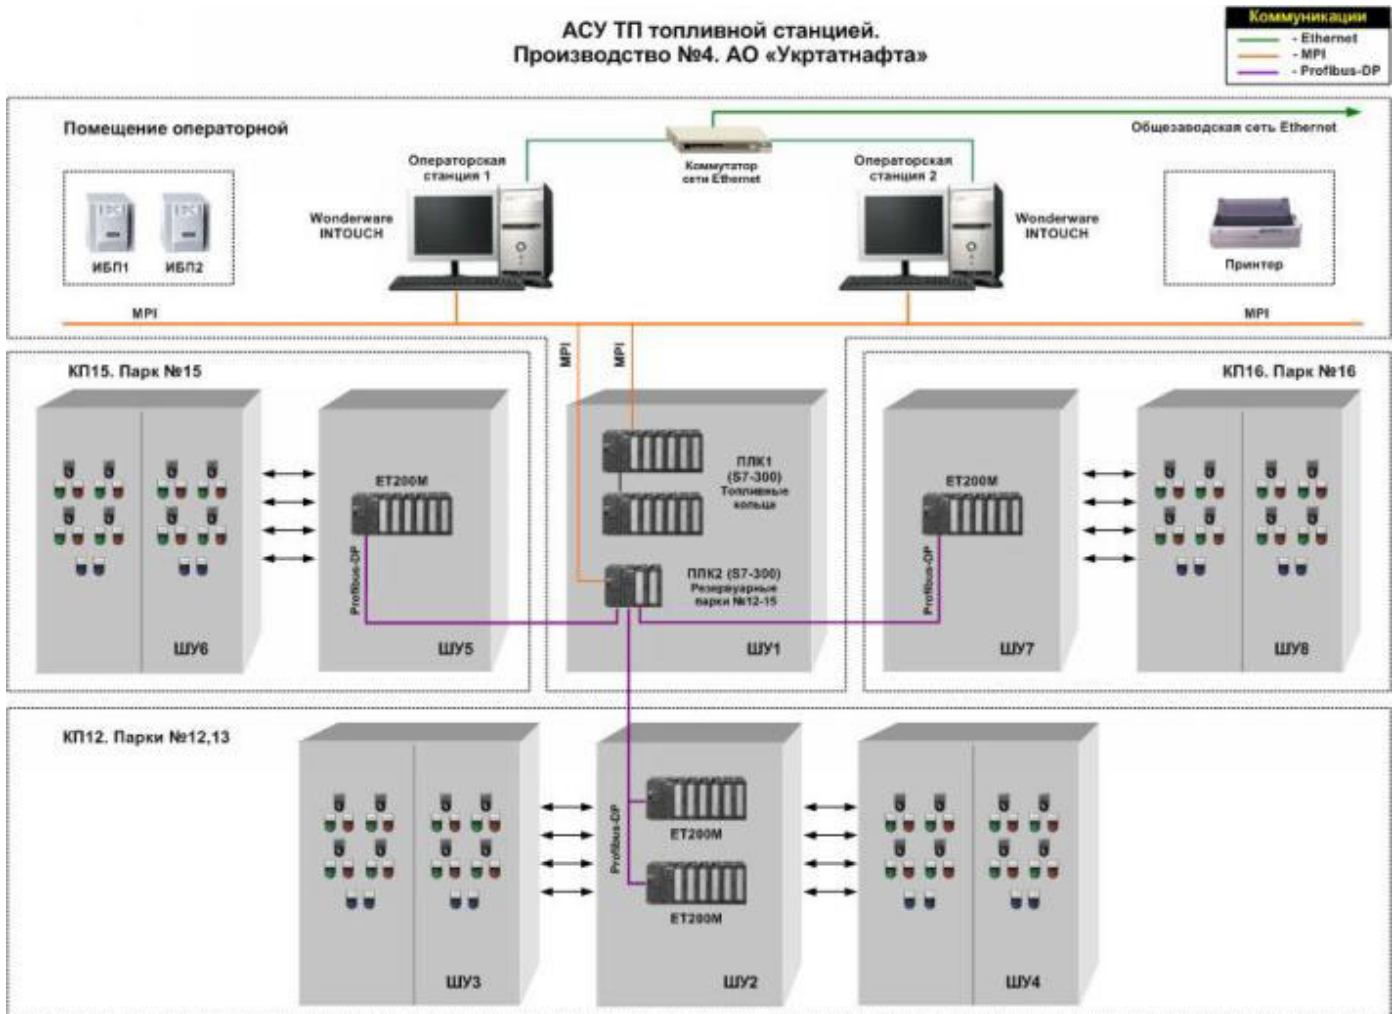 АСУ ТП топливной станцией.
Производство №4. АО «Укртатнафта»
Коммуникации
- Ethernet
- MPI
- Profibus-DP
Помещение операторной
Общезаводская сеть Ethernet
Операторская
станция 1
Коммутатор
сети Ethernet
Операторская
станция 2
Wonderware
INTOUCH
Wonderware
INTOUCH
ИБП1
ИБП2
Принтер
MPI
MPI
MPI
MPI
КП15. Парк №15
КП16. Парк №16
ET200M
ПЛК1
(S7-300)
Топливные
кольца
ET200M
Profibus-DP
ПЛК2 (S7-300)
Резервуарные
парки №12-15
Profibus-DP
ШУ6
ШУ5
ШУ1
ШУ7
ШУ8
КП12. Парки №12,13
Profibus-DP
ET200M
ET200M
ШУ3
ШУ2
ШУ4